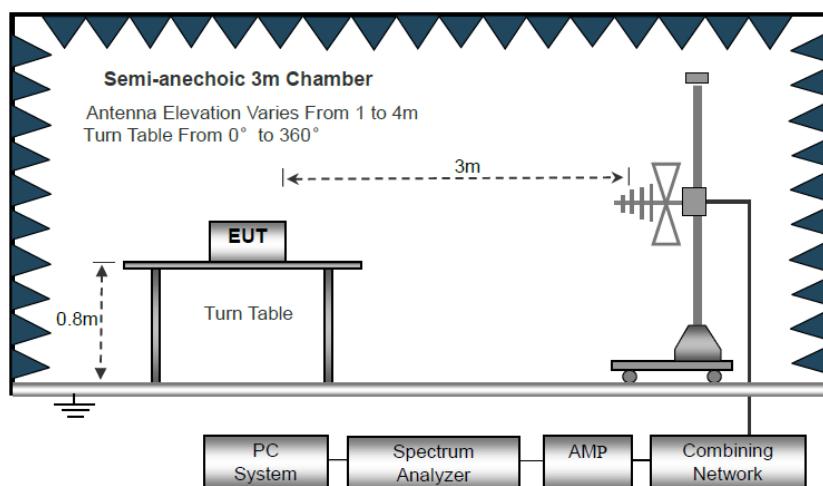 Semi-anechoic 3m Chamber
Antenna Elevation Varies From 1 to 4m
Turn Table From 0° to 360°
3m
EUT
0.8m
Turn Table
PC
System
Spectrum
Analyzer
AMP
Combining
Network